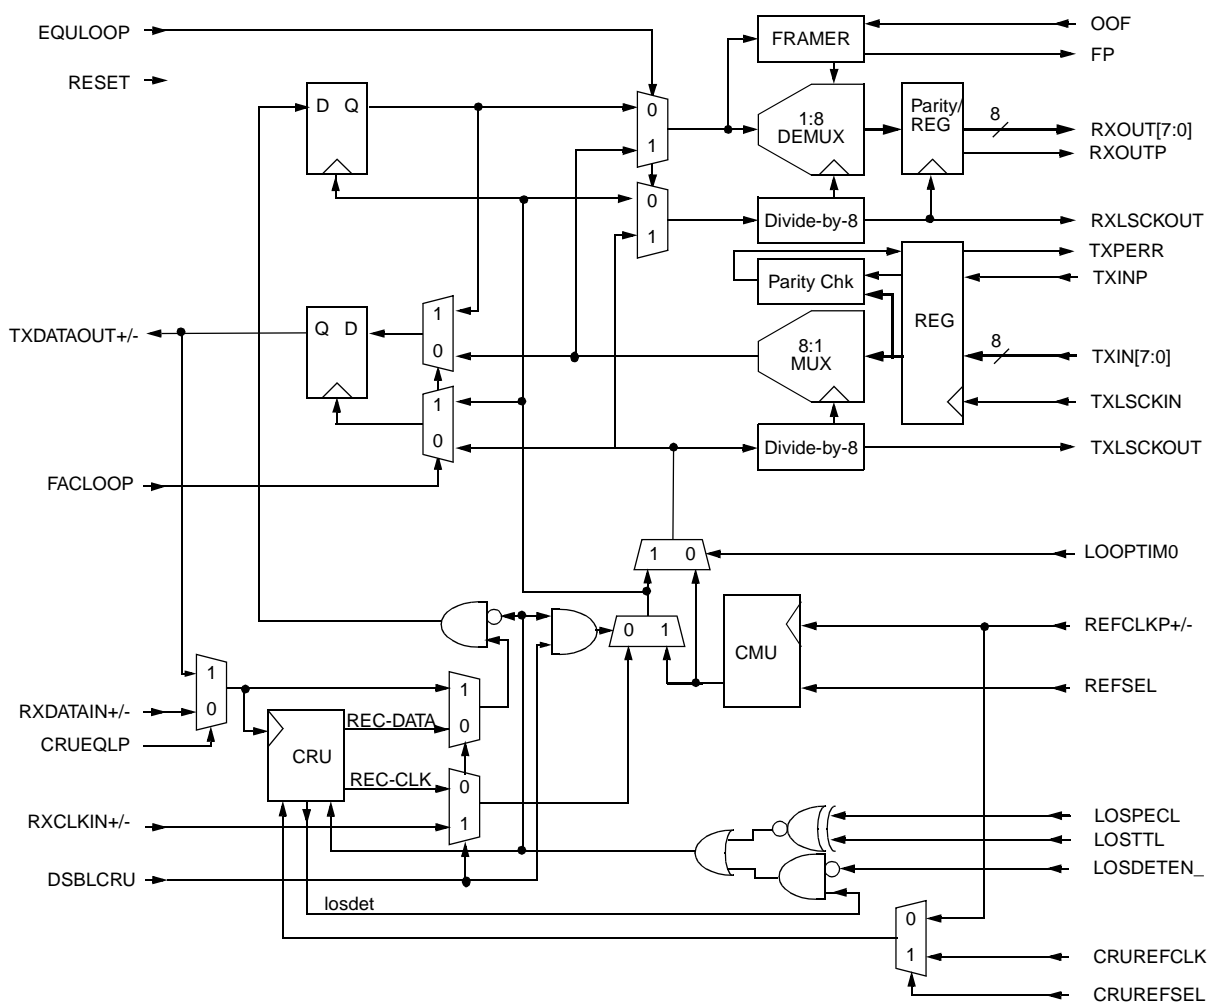 EQULOOP
RESET
FRAMER
OOF
FP
D Q
0
1
1:8
DEMUX
Parity/
REG
8
RXOUT[7:0]
RXOUTP
0
1
Divide-by-8
RXLSCKOUT
TXPERR
Parity Chk
TXINP
REG
TXDATAOUT+/-
Q D
1
0
8:1
MUX
8
TXIN[7:0]
1
0
TXLSCKIN
Divide-by-8
TXLSCKOUT
FACLOOP
1 0
LOOPTIM0
0 1
CMU
REFCLKP+/-
REFSEL
1
0
RXDATAIN+/-
CRUEQLP
CRU
REC-DATA
1
0
REC-CLK
0
1
RXCLKIN+/-
DSBLCRU
losdet
LOSPECL
LOSTTL
LOSDETEN_
0
1
CRUREFCLK
CRUREFSEL